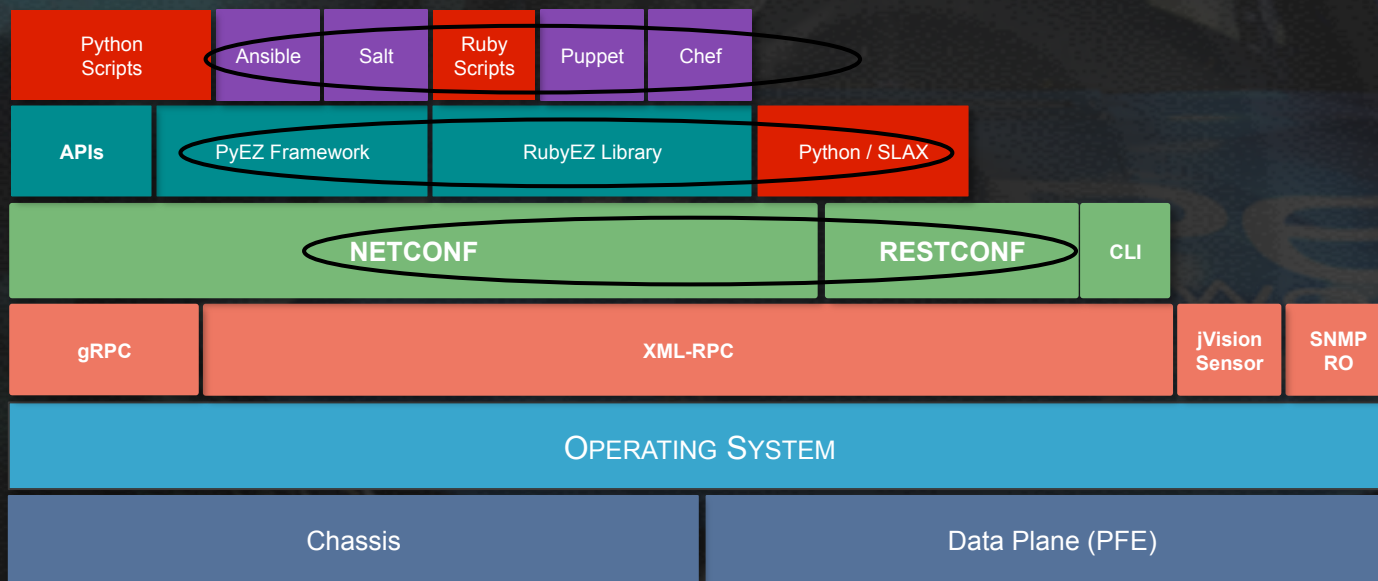 Python
Scripts
Ansible
Salt
Ruby
Scripts
Puppet
Chef
APIs
PyEZ Framework
RubyEZ Library
Python / SLAX
NETCONF
RESTCONF
CLI
gRPC
XML-RPC
jVision
Sensor
SNMP
RO
OPERATING SYSTEM
Chassis
Data Plane (PFE)